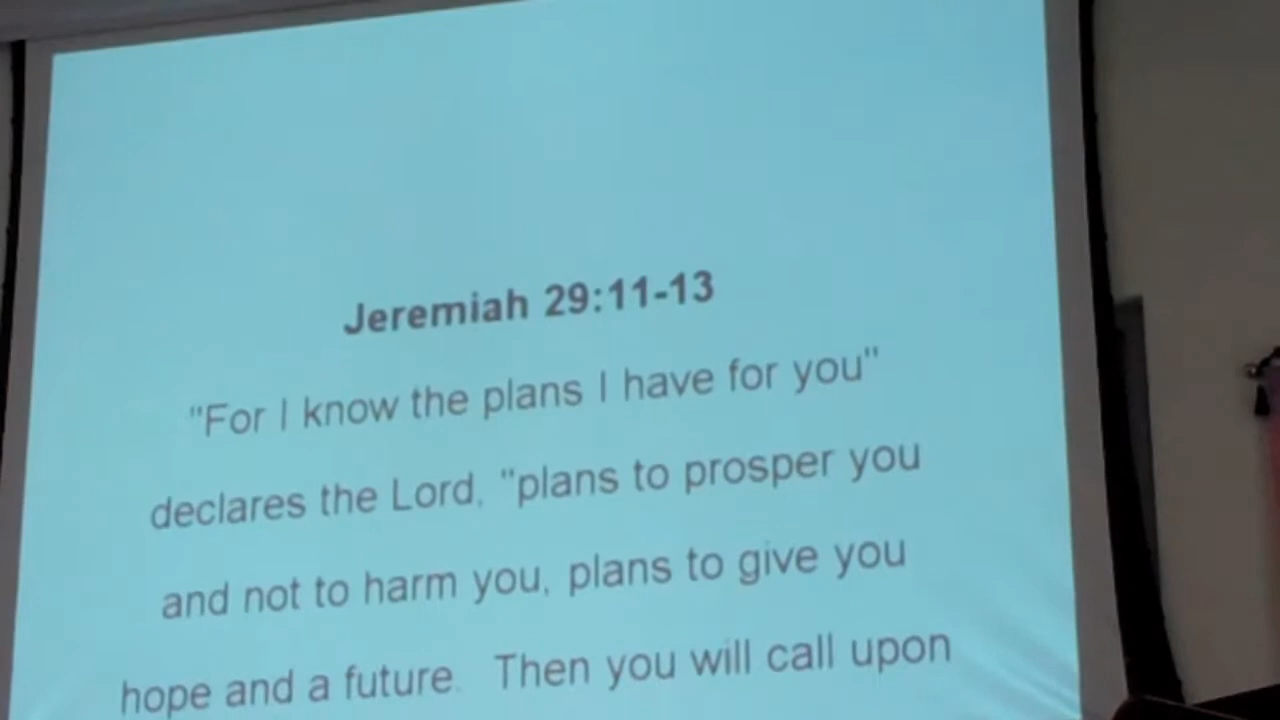 Jeremiah 29:11-13
"For I know the plans I have for you"
declares the Lord, "plans to prosper you
and not to harm you, plans to give you
hope and a future. Then you will call upon